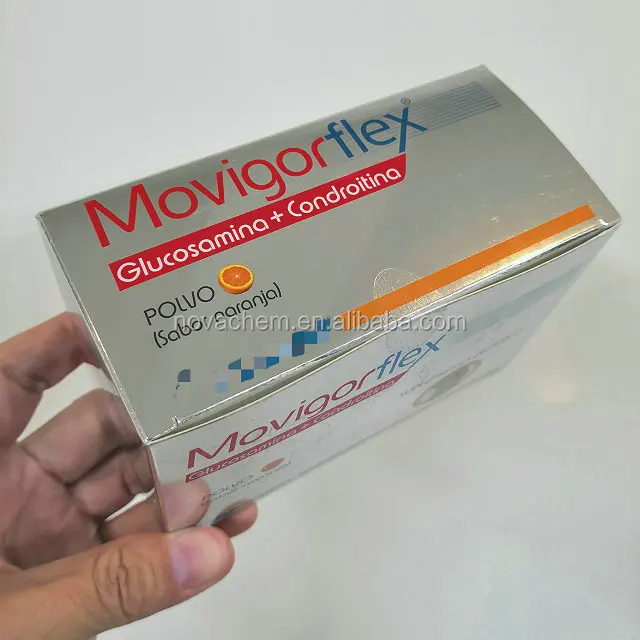 Movigorflex®
Glucosamina + Condroitina
POLVO
(Sabor naranja)
novachem.en.alibaba.com
Movigorflex
Glucosamina + Condroitina
POLVO